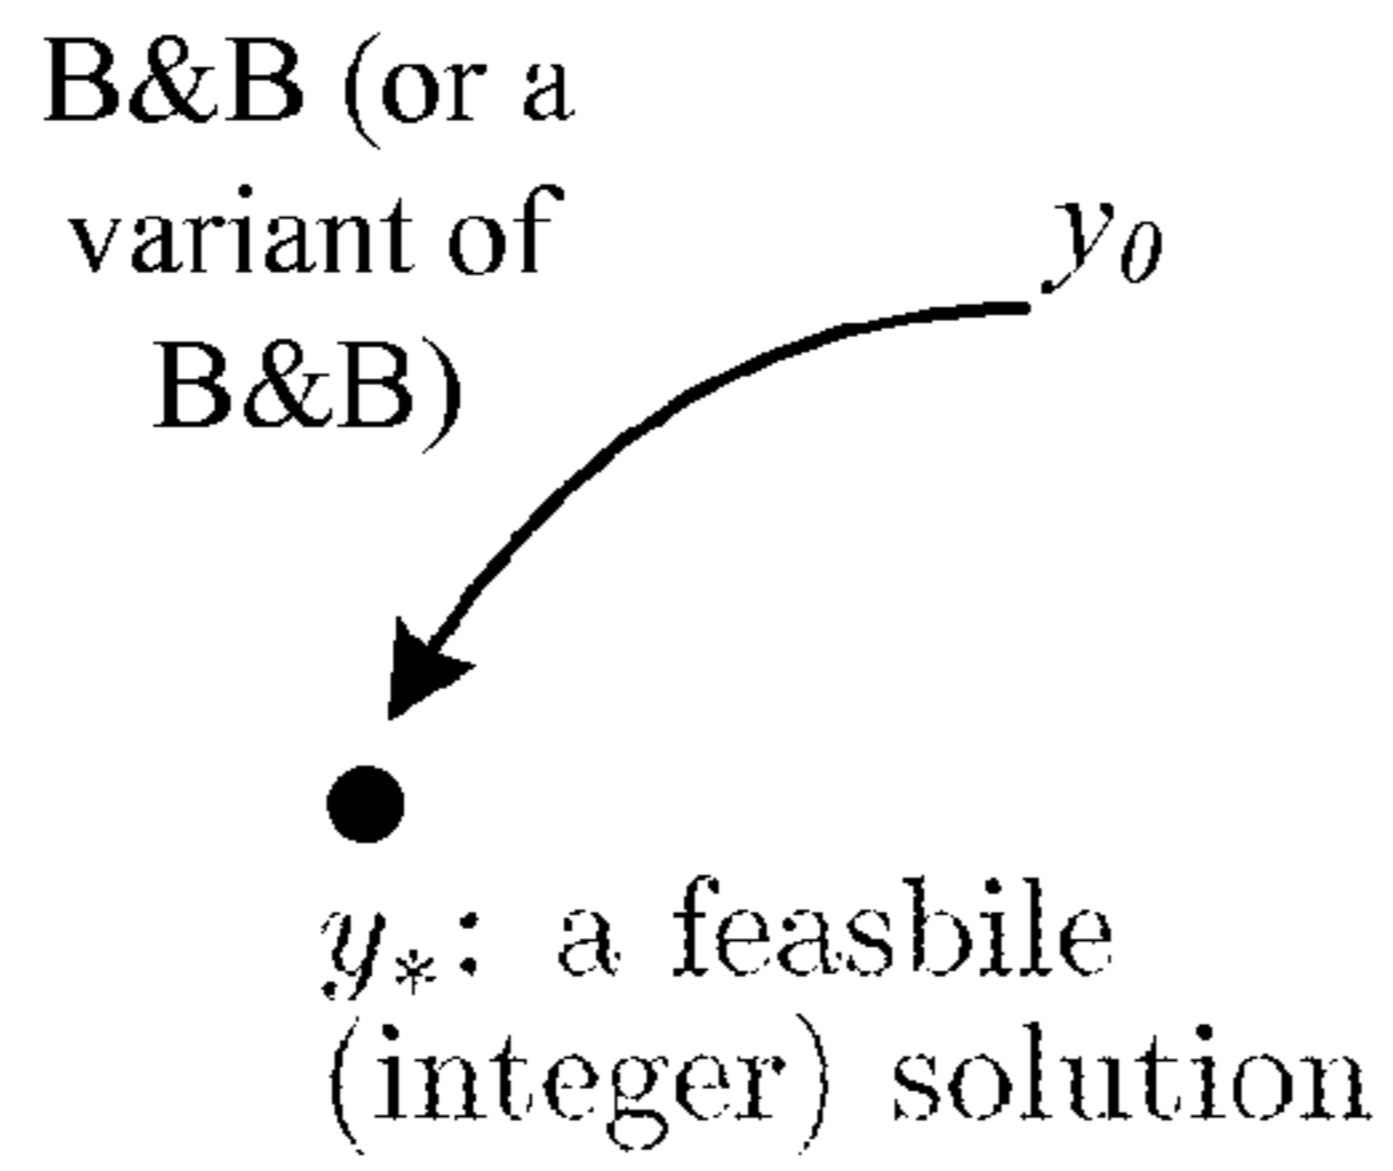 B&B (or a
variant of
B&B)
y₀
y*: a feasbile
(integer) solution